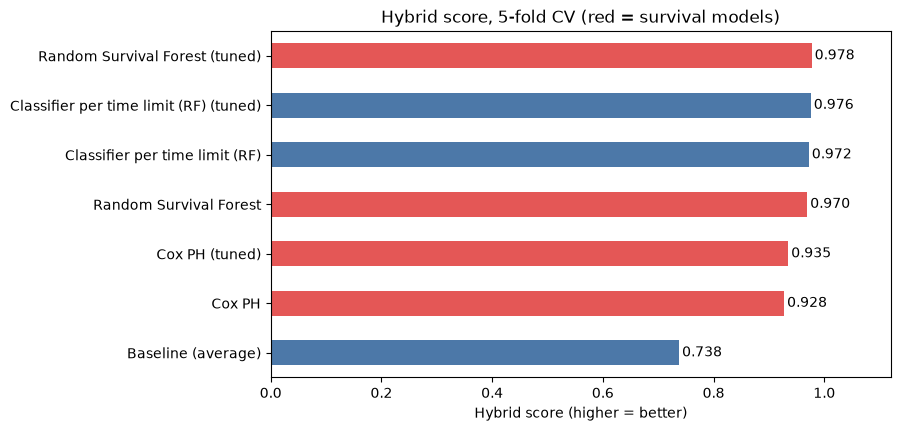 Hybrid score, 5-fold CV (red = survival models)
Random Survival Forest (tuned) 0.978
Classifier per time limit (RF) (tuned) 0.976
Classifier per time limit (RF) 0.972
Random Survival Forest 0.970
Cox PH (tuned) 0.935
Cox PH 0.928
Baseline (average) 0.738
0.0 0.2 0.4 0.6 0.8 1.0
Hybrid score (higher = better)